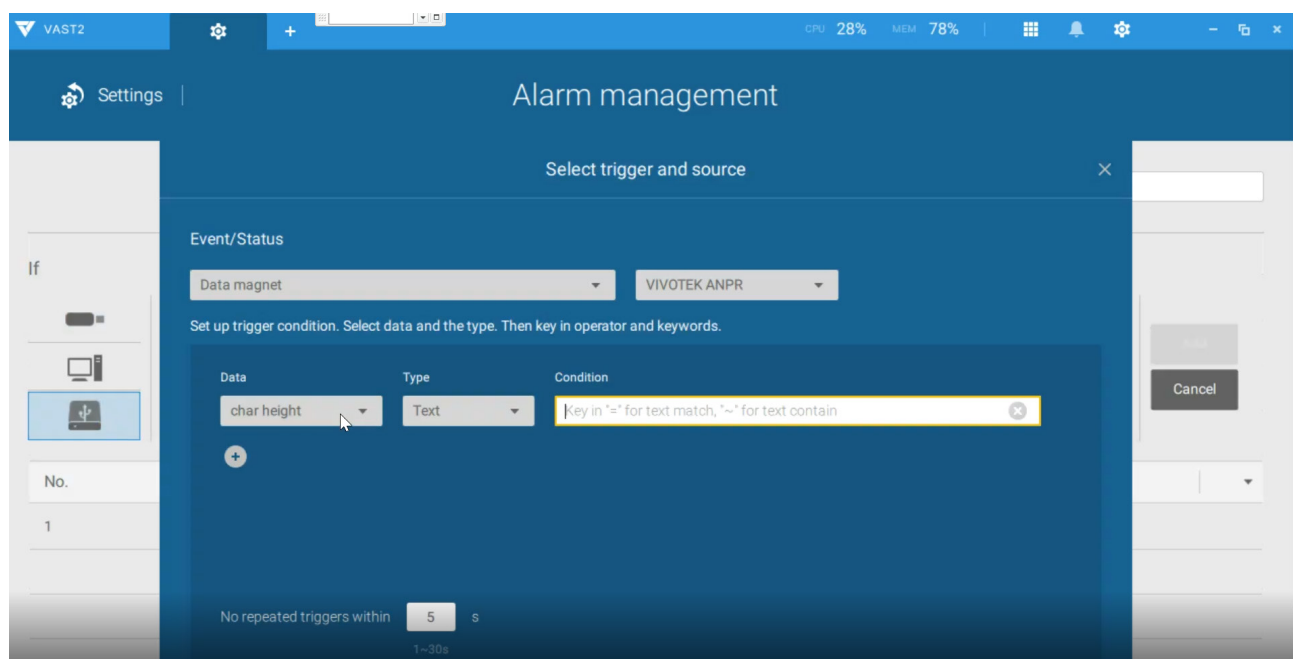 VAST2
CPU 28% MEM 78%
Settings
Alarm management
Select trigger and source
Event/Status
If
Data magnet
VIVOTEK ANPR
Set up trigger condition. Select data and the type. Then key in operator and keywords.
Data Type Condition
char height Text Key in "=" for text match, "~" for text contain
Add
Cancel
No.
1
No repeated triggers within 5 s
1~30s